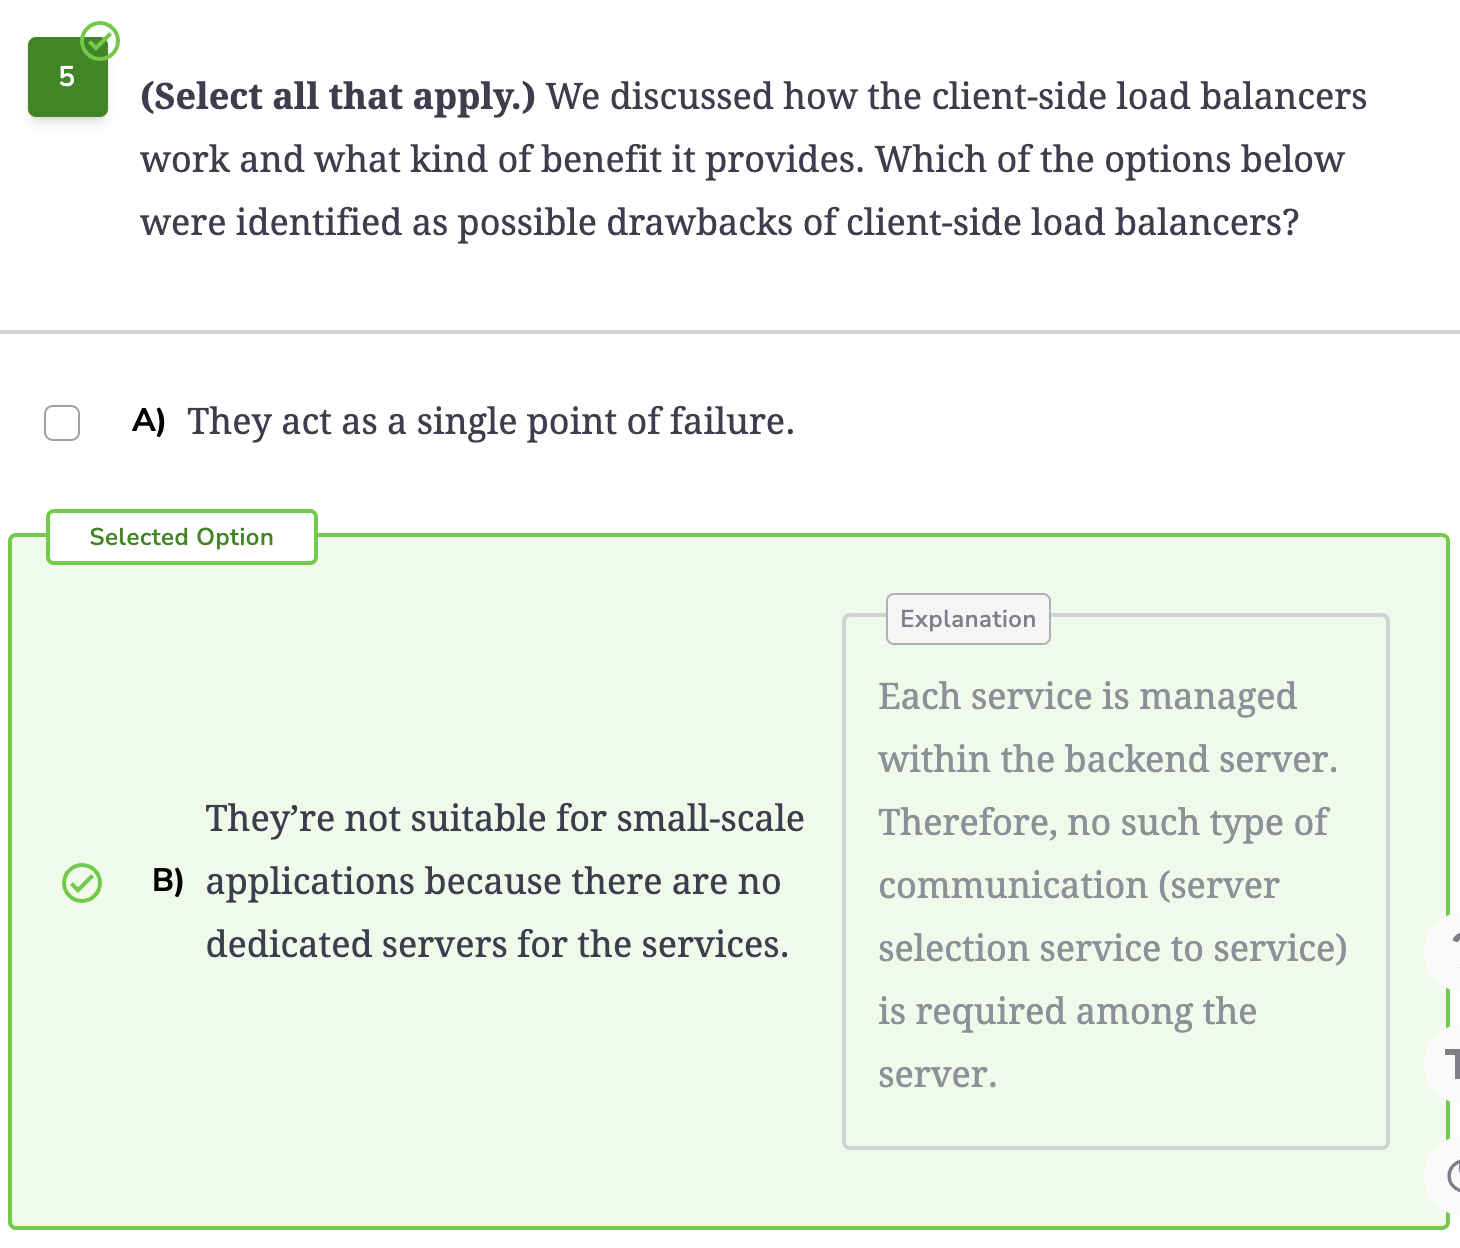 5
(Select all that apply.) We discussed how the client-side load balancers
work and what kind of benefit it provides. Which of the options below
were identified as possible drawbacks of client-side load balancers?
A) They act as a single point of failure.
Selected Option
B)
They’re not suitable for small-scale
applications because there are no
dedicated servers for the services.
Explanation
Each service is managed
within the backend server.
Therefore, no such type of
communication (server
selection service to service)
is required among the
server.